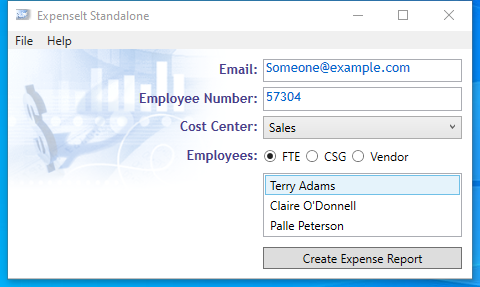 ExpenseIt Standalone
File Help
Email: Someone@example.com
Employee Number: 57304
Cost Center: Sales
Employees: FTE CSG Vendor
Terry Adams
Claire O'Donnell
Palle Peterson
Create Expense Report